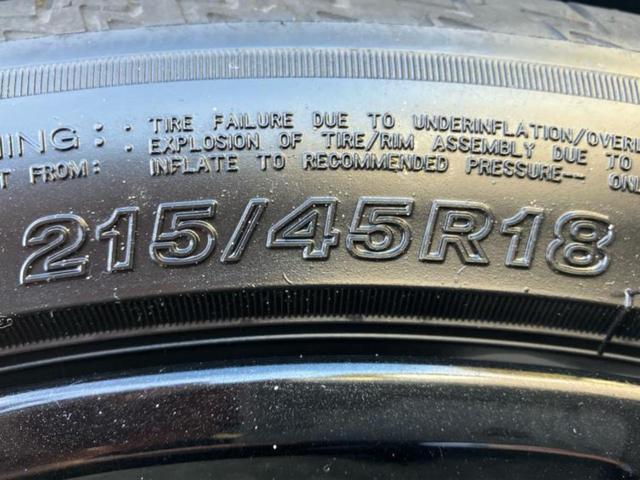 NING: . TIRE FAILURE DUE TO UNDERINFLATION/OVERL
. EXPLOSION OF TIRE/RIM ASSEMBLY DUE TO
T FROM: INFLATE TO RECOMMENDED PRESSURE-- ONL
215/45R18